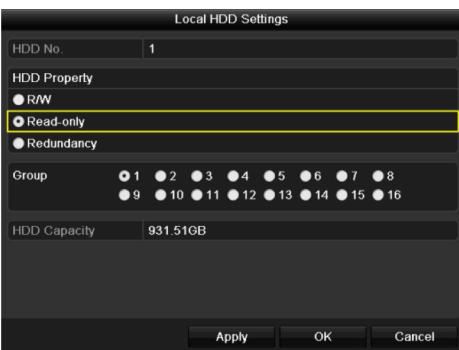 Local HDD Settings
HDD No. 1
HDD Property
R/W
Read-only
Redundancy
Group 1 2 3 4 5 6 7 8
9 10 11 12 13 14 15 16
HDD Capacity 931.51GB
Apply OK Cancel